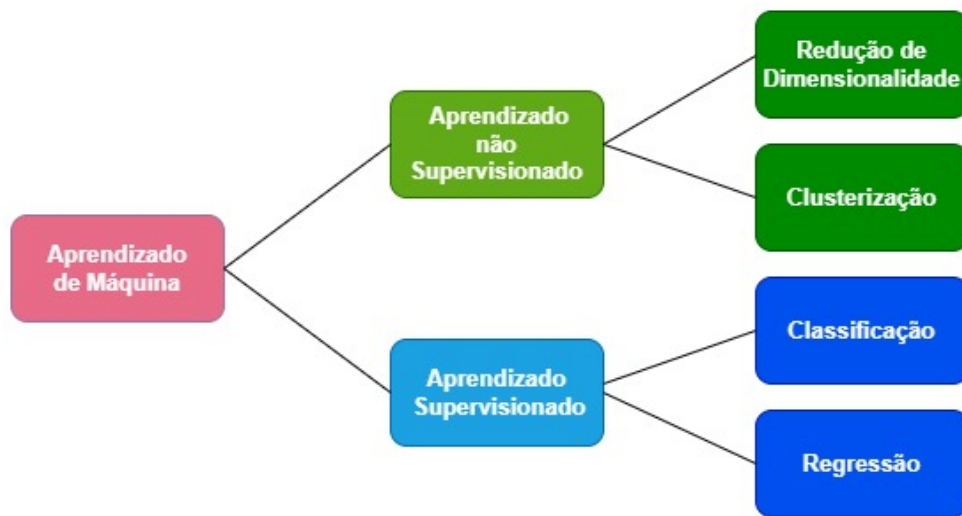 Redução de
Dimensionalidade
Aprendizado
não
Supervisionado
Clusterização
Aprendizado
de Máquina
Classificação
Aprendizado
Supervisionado
Regressão